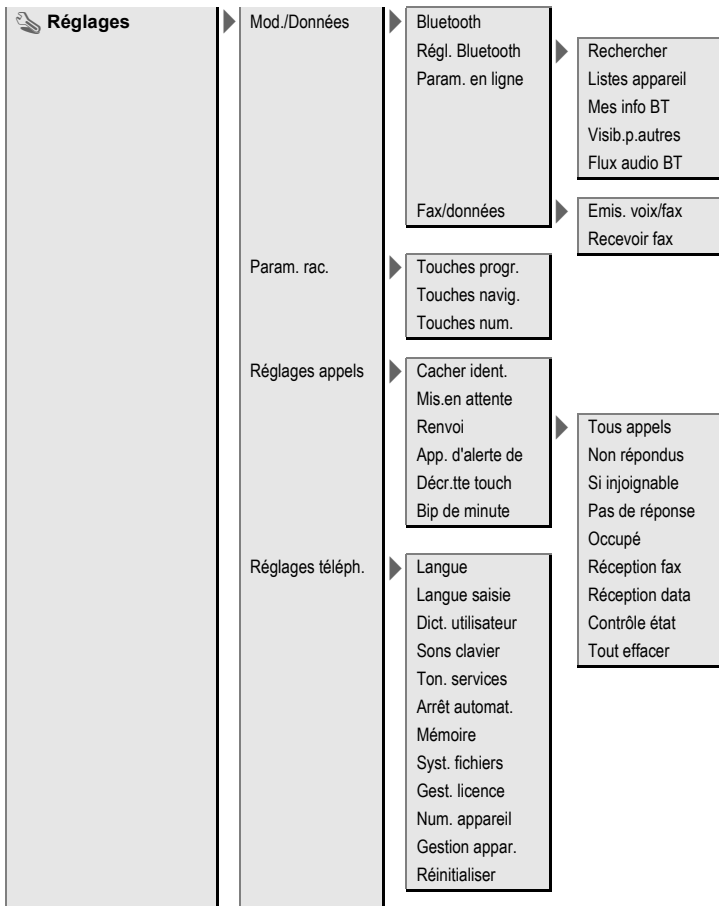 Réglages
Mod./Données
Bluetooth
Régl. Bluetooth
Rechercher
Listes appareil
Mes info BT
Visib.p.autres
Flux audio BT
Param. en ligne
Fax/données
Emis. voix/fax
Recevoir fax
Param. rac.
Touches progr.
Touches navig.
Touches num.
Réglages appels
Cacher ident.
Mis.en attente
Renvoi
Tous appels
Non répondus
Si injoignable
Pas de réponse
Occupé
Réception fax
Réception data
Contrôle état
Tout effacer
App. d'alerte de
Décr.tte touch
Bip de minute
Réglages téléph.
Langue
Langue saisie
Dict. utilisateur
Sons clavier
Ton. services
Arrêt automat.
Mémoire
Syst. fichiers
Gest. licence
Num. appareil
Gestion appar.
Réinitialiser